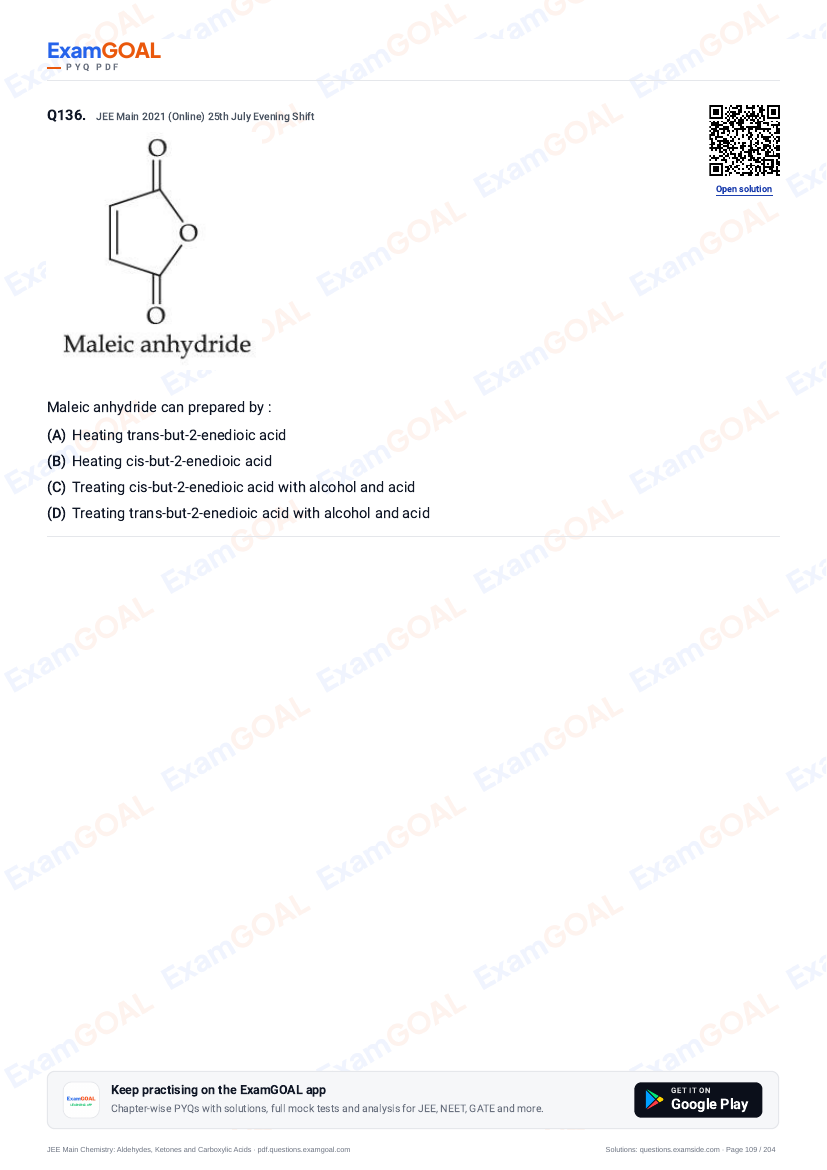 ExamGOAL
PYQ PDF
Q136. JEE Main 2021 (Online) 25th July Evening Shift
Open solution
O
O
O
Maleic anhydride
Maleic anhydride can prepared by :
(A) Heating trans-but-2-enedioic acid
(B) Heating cis-but-2-enedioic acid
(C) Treating cis-but-2-enedioic acid with alcohol and acid
(D) Treating trans-but-2-enedioic acid with alcohol and acid
Keep practising on the ExamGOAL app
Chapter-wise PYQs with solutions, full mock tests and analysis for JEE, NEET, GATE and more.
ExamGOAL
GET IT ON
Google Play
JEE Main Chemistry: Aldehydes, Ketones and Carboxylic Acids · pdf.questions.examgoal.com
Solutions: questions.examside.com · Page 109 / 204